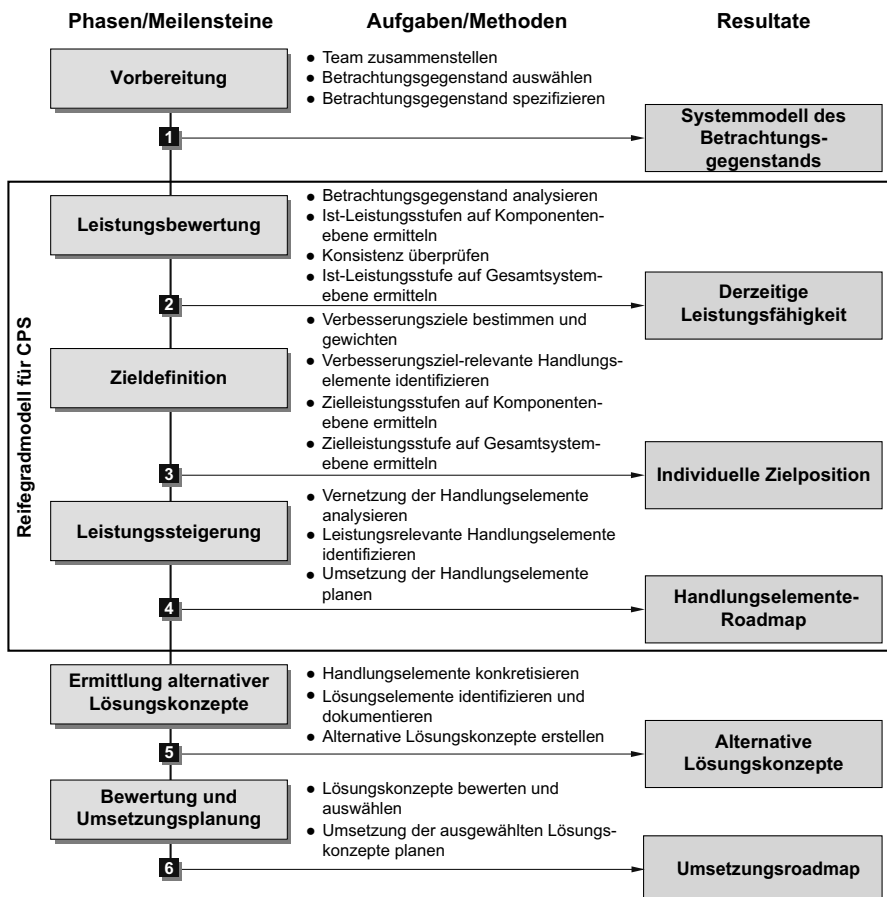 Phasen/Meilensteine
Aufgaben/Methoden
Resultate
Vorbereitung
● Team zusammenstellen
● Betrachtungsgegenstand auswählen
● Betrachtungsgegenstand spezifizieren
1
Systemmodell des
Betrachtungs-
gegenstands
Reifegradmodell für CPS
Leistungsbewertung
● Betrachtungsgegenstand analysieren
● Ist-Leistungsstufen auf Komponenten-
ebene ermitteln
● Konsistenz überprüfen
● Ist-Leistungsstufe auf Gesamtsystem-
ebene ermitteln
2
Derzeitige
Leistungsfähigkeit
Zieldefinition
● Verbesserungsziele bestimmen und
gewichten
● Verbesserungsziel-relevante Handlungs-
elemente identifizieren
● Zielleistungsstufen auf Komponenten-
ebene ermitteln
● Zielleistungsstufe auf Gesamtsystem-
ebene ermitteln
3
Individuelle Zielposition
Leistungssteigerung
● Vernetzung der Handlungselemente
analysieren
● Leistungsrelevante Handlungselemente
identifizieren
● Umsetzung der Handlungselemente
planen
4
Handlungselemente-
Roadmap
Ermittlung alternativer
Lösungskonzepte
● Handlungselemente konkretisieren
● Lösungselemente identifizieren und
dokumentieren
● Alternative Lösungskonzepte erstellen
5
Alternative
Lösungskonzepte
Bewertung und
Umsetzungsplanung
● Lösungskonzepte bewerten und
auswählen
● Umsetzung der ausgewählten Lösungs-
konzepte planen
6
Umsetzungsroadmap